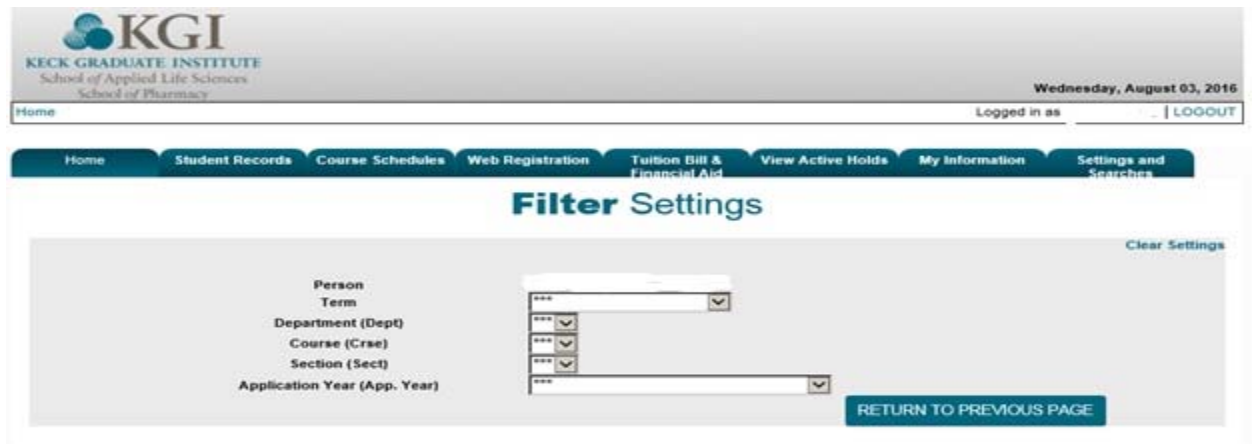 KGI
KECK GRADUATE INSTITUTE
School of Applied Life Sciences
School of Pharmacy
Wednesday, August 03, 2016
Home
Logged in as | LOGOUT
Home Student Records Course Schedules Web Registration Tuition Bill & Financial Aid View Active Holds My Information Settings and Searches
Filter Settings
Clear Settings
Person
Term ***
Department (Dept) ***
Course (Crse) ***
Section (Sect) ***
Application Year (App. Year) ***
RETURN TO PREVIOUS PAGE